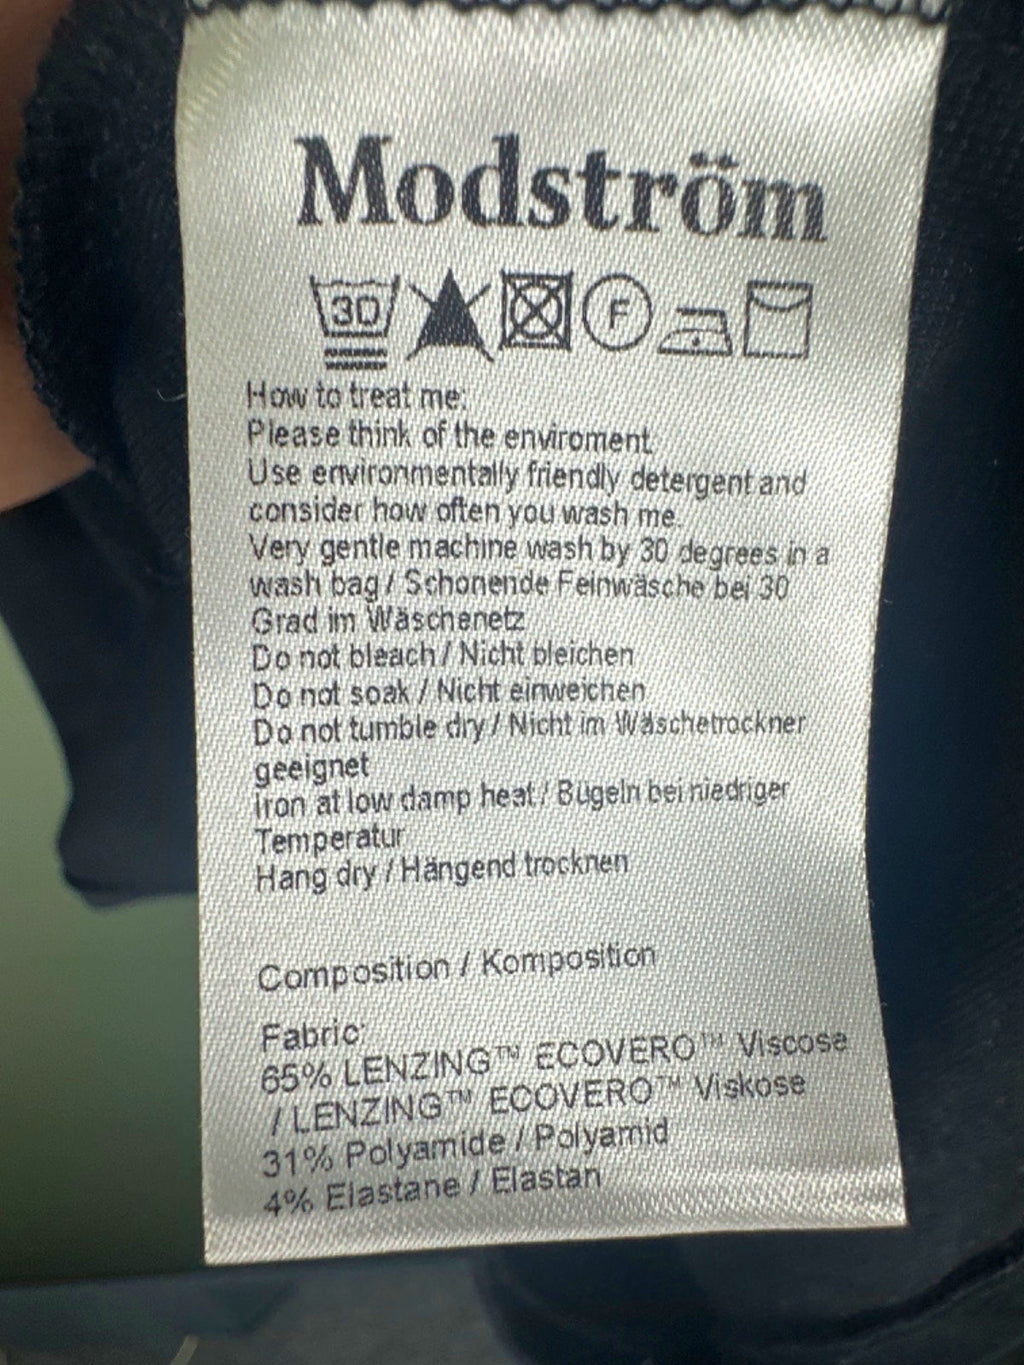 Modström
30 F
How to treat me:
Please think of the enviroment.
Use environmentally friendly detergent and
consider how often you wash me.
Very gentle machine wash by 30 degrees in a
wash bag / Schonende Feinwäsche bei 30
Grad im Wäschenetz
Do not bleach / Nicht bleichen
Do not soak / Nicht einweichen
Do not tumble dry / Nicht im Wäschetrockner
geeignet
Iron at low damp heat / Bügeln bei niedriger
Temperatur
Hang dry / Hängend trocknen
Composition / Komposition
Fabric:
65% LENZING™ ECOVERO™ Viscose
/ LENZING™ ECOVERO™ Viskose
31% Polyamide / Polyamid
4% Elastane / Elastan